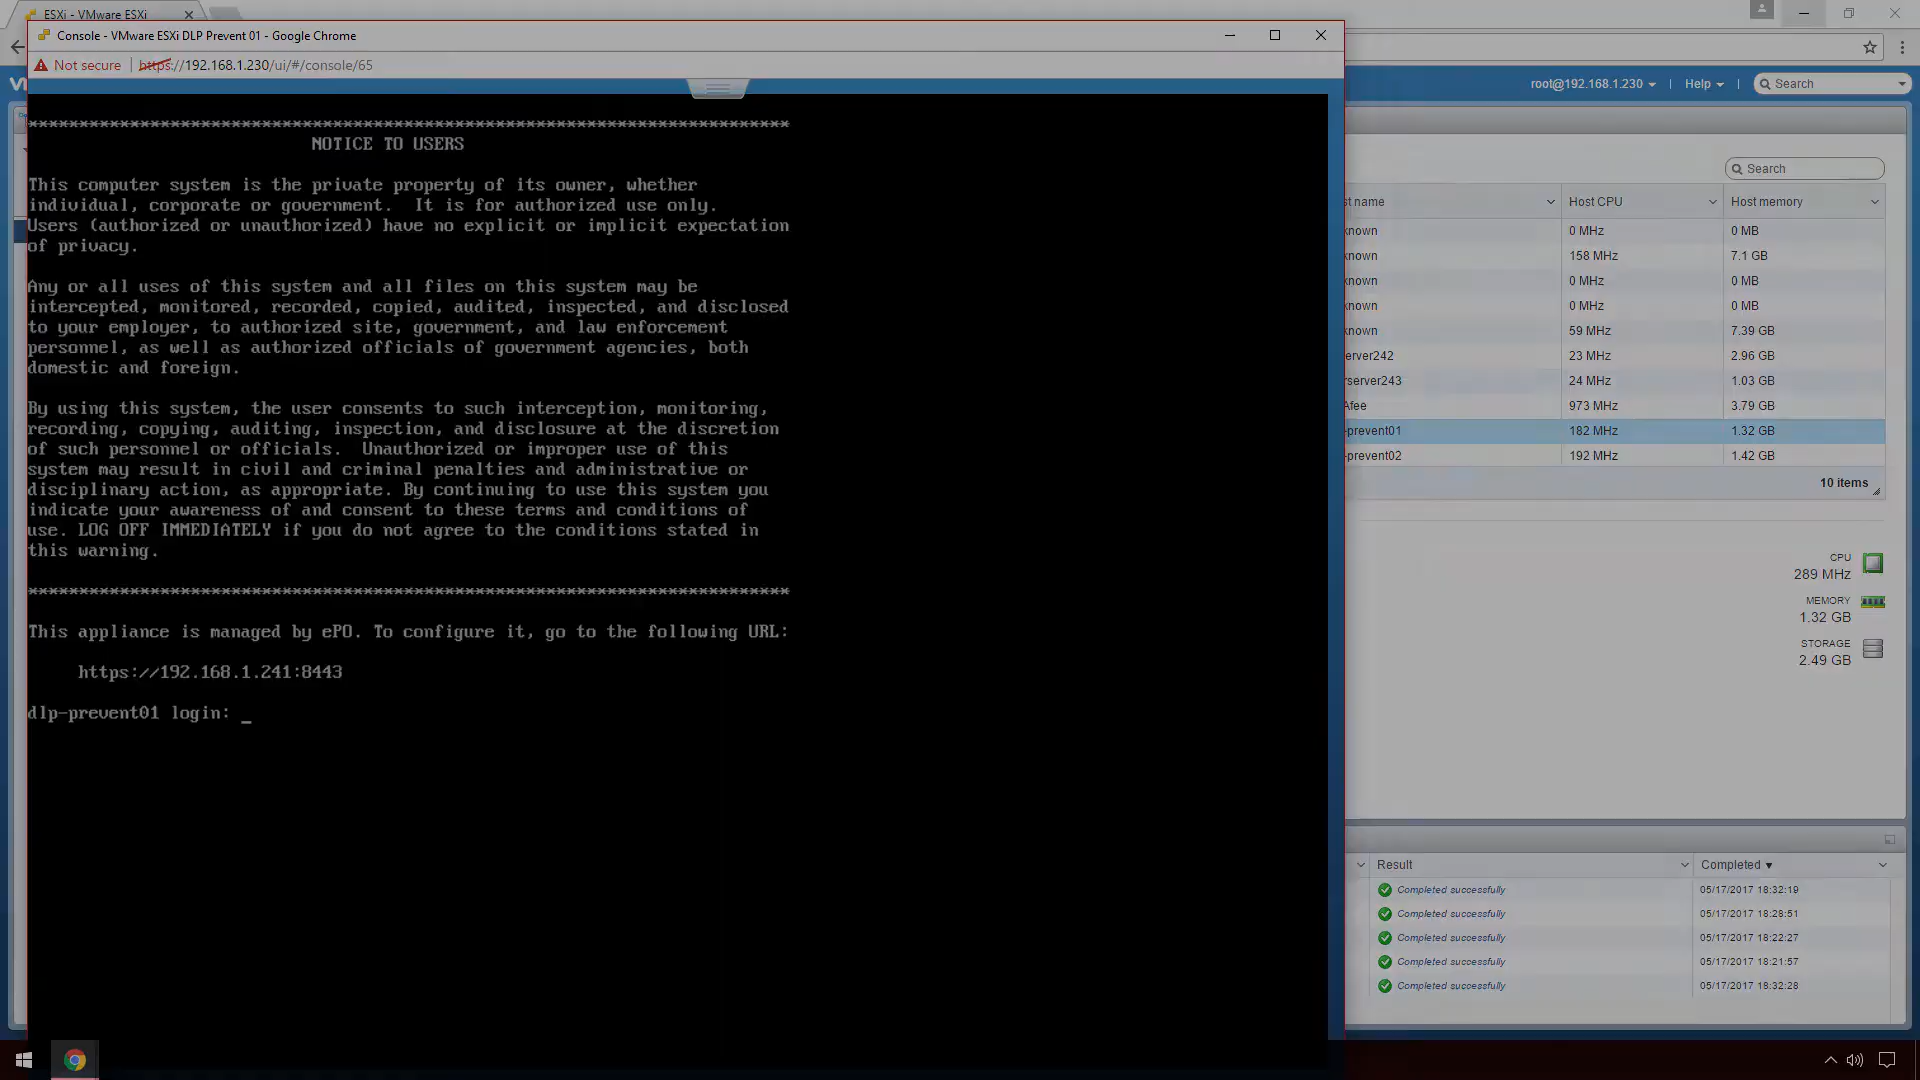 ESXi - VMware ESXi
Console - VMware ESXi DLP Prevent 01 - Google Chrome
Not secure | https://192.168.1.230/ui/#/console/65
root@192.168.1.230 | Help | Search
*******************************************************************************
NOTICE TO USERS
This computer system is the private property of its owner, whether
individual, corporate or government.  It is for authorized use only.
Users (authorized or unauthorized) have no explicit or implicit expectation
of privacy.
Any or all uses of this system and all files on this system may be
intercepted, monitored, recorded, copied, audited, inspected, and disclosed
to your employer, to authorized site, government, and law enforcement
personnel, as well as authorized officials of government agencies, both
domestic and foreign.
By using this system, the user consents to such interception, monitoring,
recording, copying, auditing, inspection, and disclosure at the discretion
of such personnel or officials.  Unauthorized or improper use of this
system may result in civil and criminal penalties and administrative or
disciplinary action, as appropriate. By continuing to use this system you
indicate your awareness of and consent to these terms and conditions of
use. LOG OFF IMMEDIATELY if you do not agree to the conditions stated in
this warning.
*******************************************************************************
This appliance is managed by ePO. To configure it, go to the following URL:
https://192.168.1.241:8443
dlp-prevent01 login: _
Search
st name Host CPU Host memory
known 0 MHz 0 MB
known 158 MHz 7.1 GB
known 0 MHz 0 MB
known 0 MHz 0 MB
known 59 MHz 7.39 GB
erver242 23 MHz 2.96 GB
rserver243 24 MHz 1.03 GB
Afee 973 MHz 3.79 GB
-prevent01 182 MHz 1.32 GB
-prevent02 192 MHz 1.42 GB
10 items
CPU
289 MHz
MEMORY
1.32 GB
STORAGE
2.49 GB
Result Completed
Completed successfully 05/17/2017 18:32:19
Completed successfully 05/17/2017 18:28:51
Completed successfully 05/17/2017 18:22:27
Completed successfully 05/17/2017 18:21:57
Completed successfully 05/17/2017 18:32:28